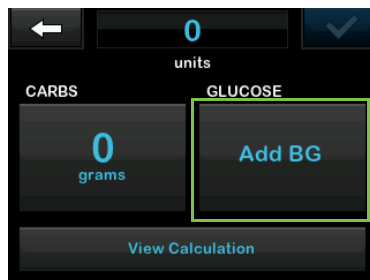 0
units
CARBS GLUCOSE
0
grams
Add BG
View Calculation